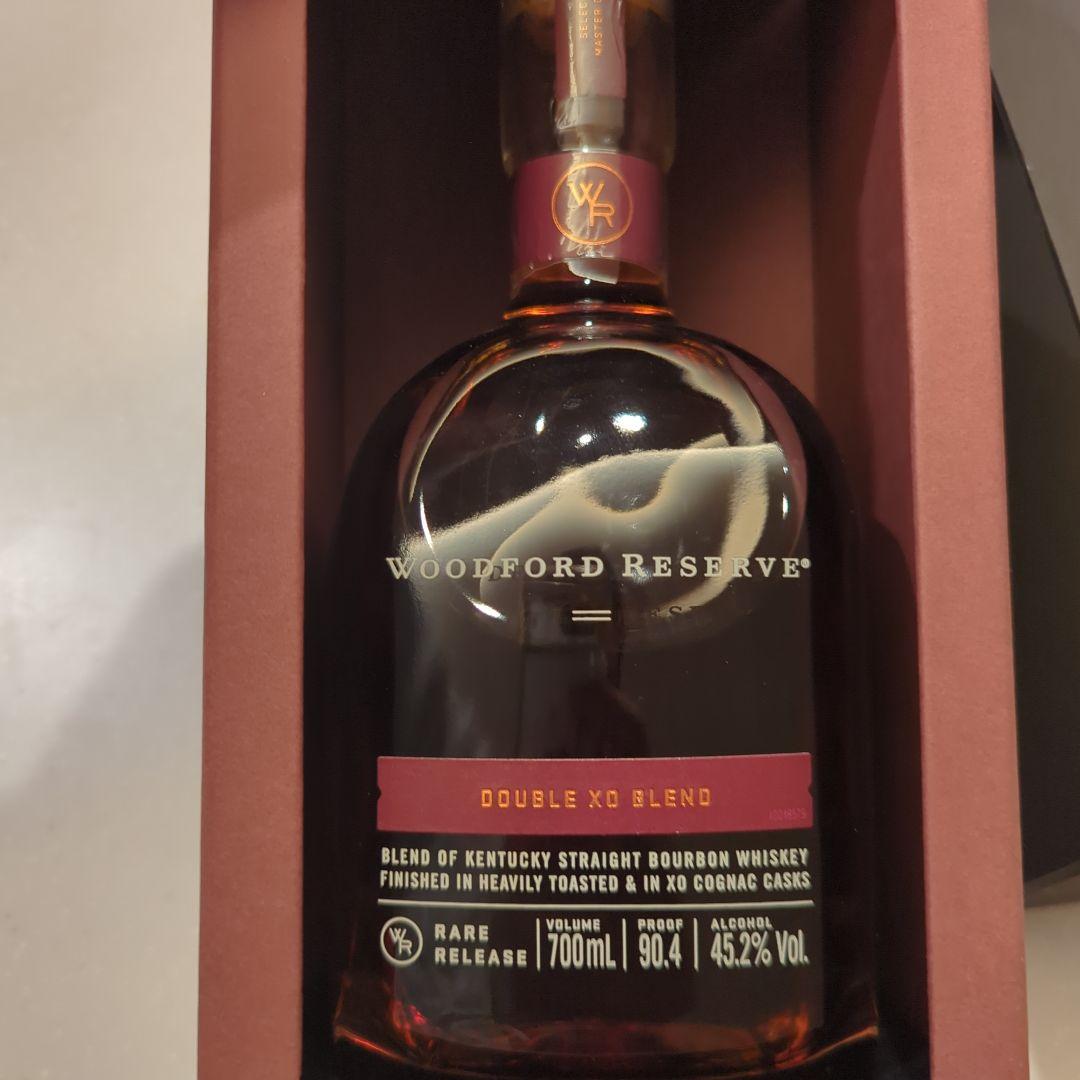 WR
WOODFORD RESERVE®
DOUBLE XO BLEND
BLEND OF KENTUCKY STRAIGHT BOURBON WHISKEY
FINISHED IN HEAVILY TOASTED & IN XO COGNAC CASKS
WR
RARE
RELEASE
VOLUME
700mL
PROOF
90.4
ALCOHOL
45.2% Vol.